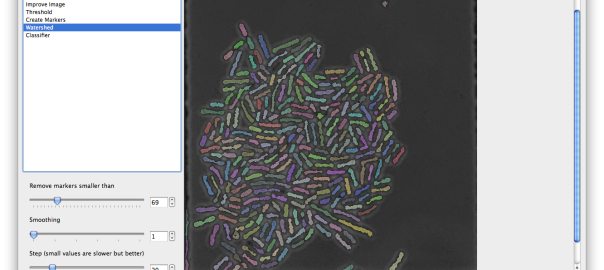 Improve Image
Threshold
Create Markers
Watershed
Classifier
Remove markers smaller than
69
Smoothing
1
Step (small values are slower but better)